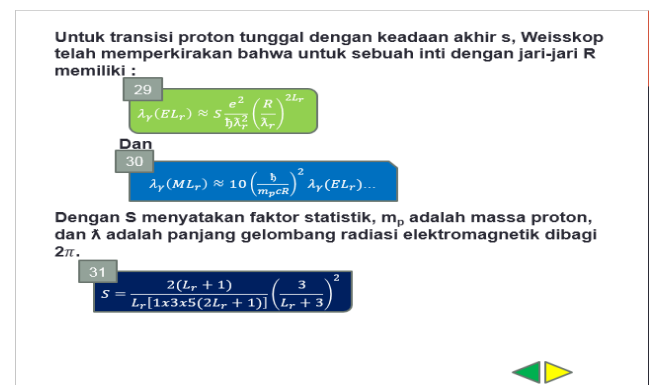 Untuk transisi proton tunggal dengan keadaan akhir s, Weisskop
telah memperkirakan bahwa untuk sebuah inti dengan jari-jari R
memiliki :
29
λᵧ(ELᵣ) ≈ S e²/(ђƛᵣ²) (R/ƛᵣ)^(2Lᵣ)
Dan
30
λᵧ(MLᵣ) ≈ 10 (ђ/(mₚcR))² λᵧ(ELᵣ)...
Dengan S menyatakan faktor statistik, mₚ adalah massa proton,
dan ƛ adalah panjang gelombang radiasi elektromagnetik dibagi
2π.
31
S = 2(Lᵣ + 1)/(Lᵣ[1x3x5(2Lᵣ + 1)]) (3/(Lᵣ + 3))²